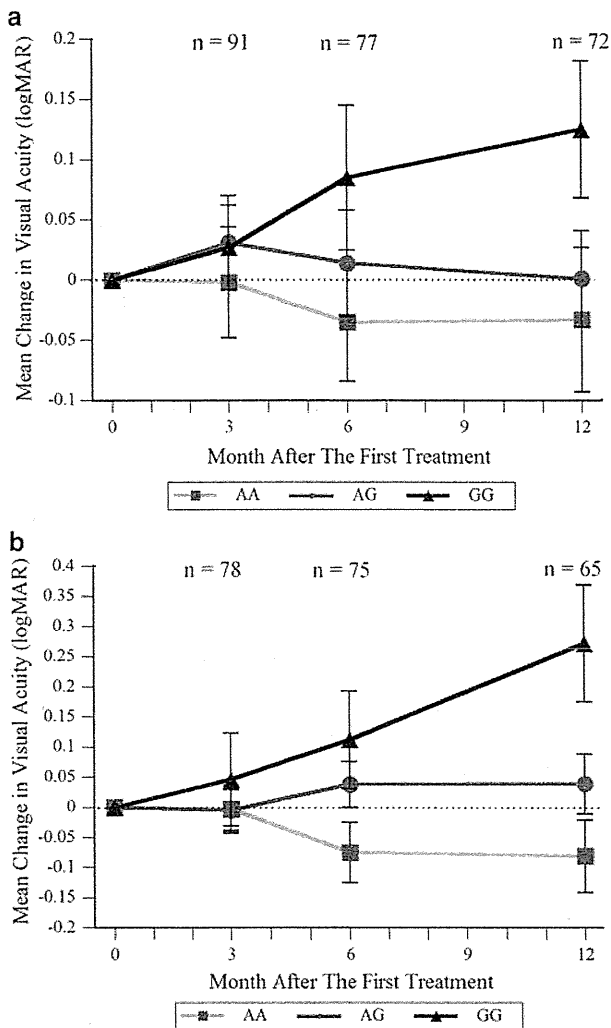 a
Mean Change in Visual Acuity (logMAR)
n = 91 n = 77 n = 72
0.2
0.15
0.1
0.05
0
-0.05
-0.1
0 3 6 9 12
Month After The First Treatment
AA AG GG
b
Mean Change in Visual Acuity (logMAR)
n = 78 n = 75 n = 65
0.4
0.35
0.3
0.25
0.2
0.15
0.1
0.05
0
-0.05
-0.1
-0.15
-0.2
0 3 6 9 12
Month After The First Treatment
AA AG GG